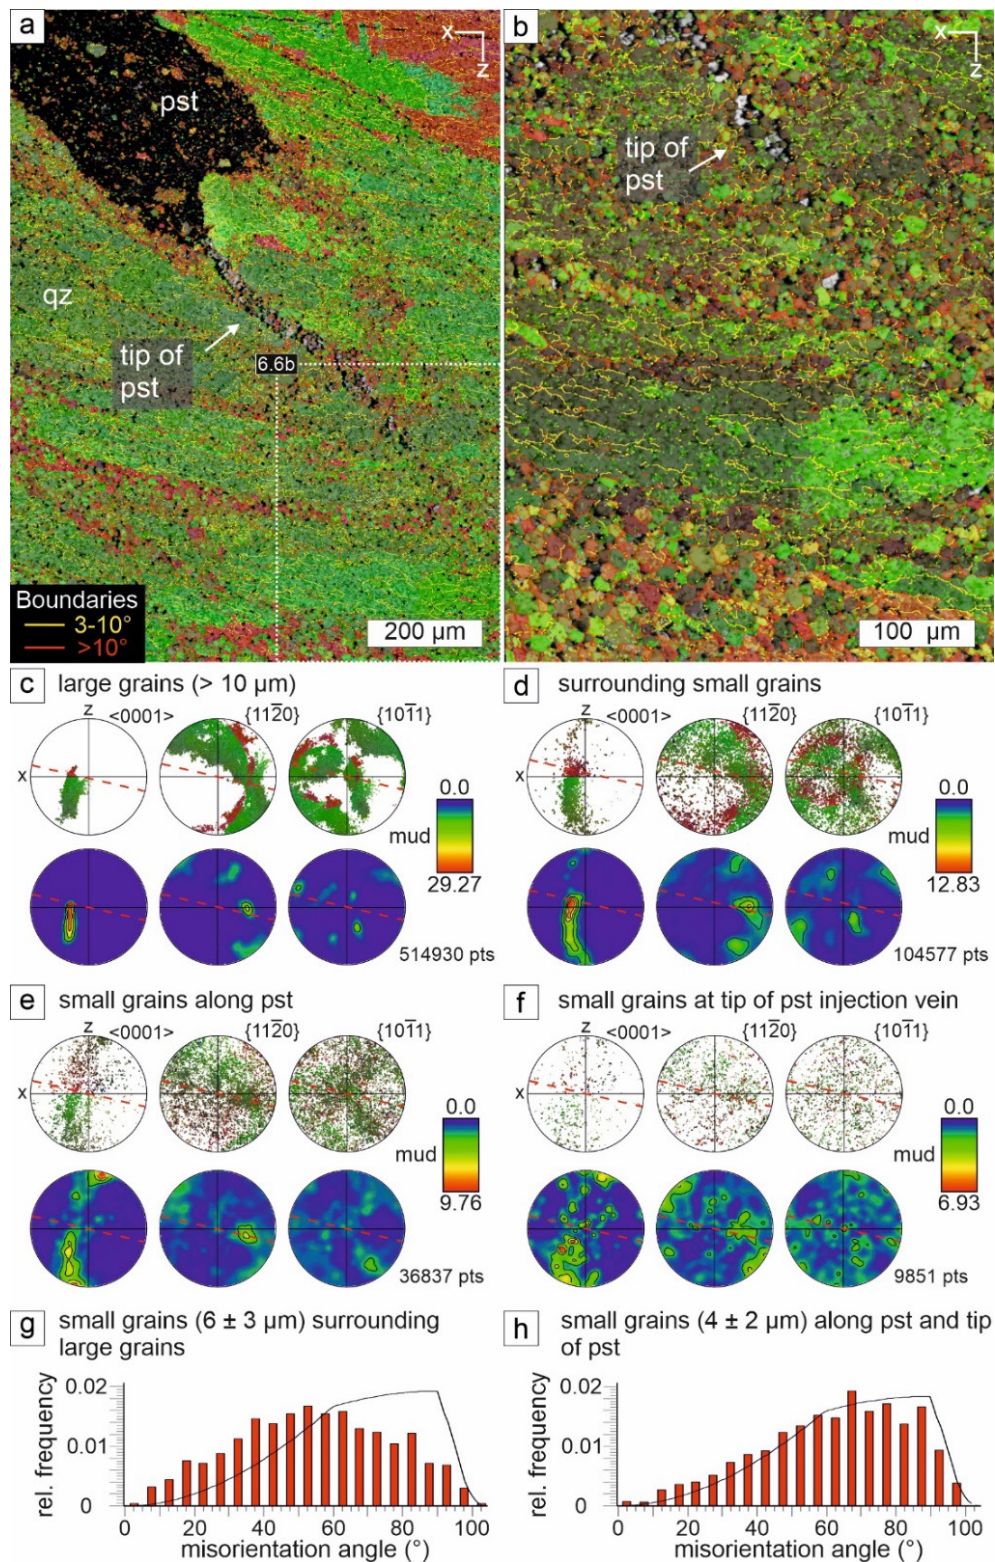 a
x
z
pst
qz
tip of
pst
6.6b
Boundaries
3-10°
>10°
200 µm
b
x
z
tip of
pst
100 µm
c large grains (> 10 µm)
z <0001> {112̅0} {101̅1}
x
0.0
mud
29.27
514930 pts
d surrounding small grains
z <0001> {112̅0} {101̅1}
x
0.0
mud
12.83
104577 pts
e small grains along pst
z <0001> {112̅0} {101̅1}
x
0.0
mud
9.76
36837 pts
f small grains at tip of pst injection vein
z <0001> {112̅0} {101̅1}
x
0.0
mud
6.93
9851 pts
g small grains (6 ± 3 µm) surrounding
large grains
rel. frequency
0.02
0.01
0
0 20 40 60 80 100
misorientation angle (°)
h small grains (4 ± 2 µm) along pst and tip
of pst
rel. frequency
0.02
0.01
0
0 20 40 60 80 100
misorientation angle (°)